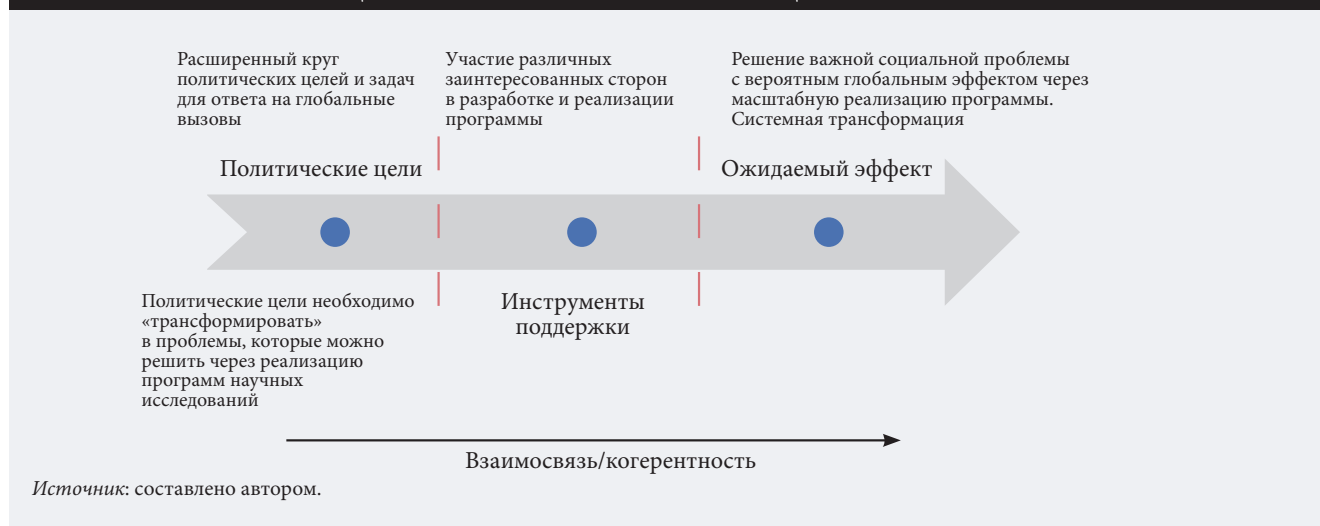 Расширенный круг
политических целей и задач
для ответа на глобальные
вызовы
Участие различных
заинтересованных сторон
в разработке и реализации
программы
Решение важной социальной проблемы
с вероятным глобальным эффектом через
масштабную реализацию программы.
Системная трансформация
Политические цели
Ожидаемый эффект
Политические цели необходимо
«трансформировать»
в проблемы, которые можно
решить через реализацию
программ научных
исследований
Инструменты
поддержки
Взаимосвязь/когерентность
Источник: составлено автором.